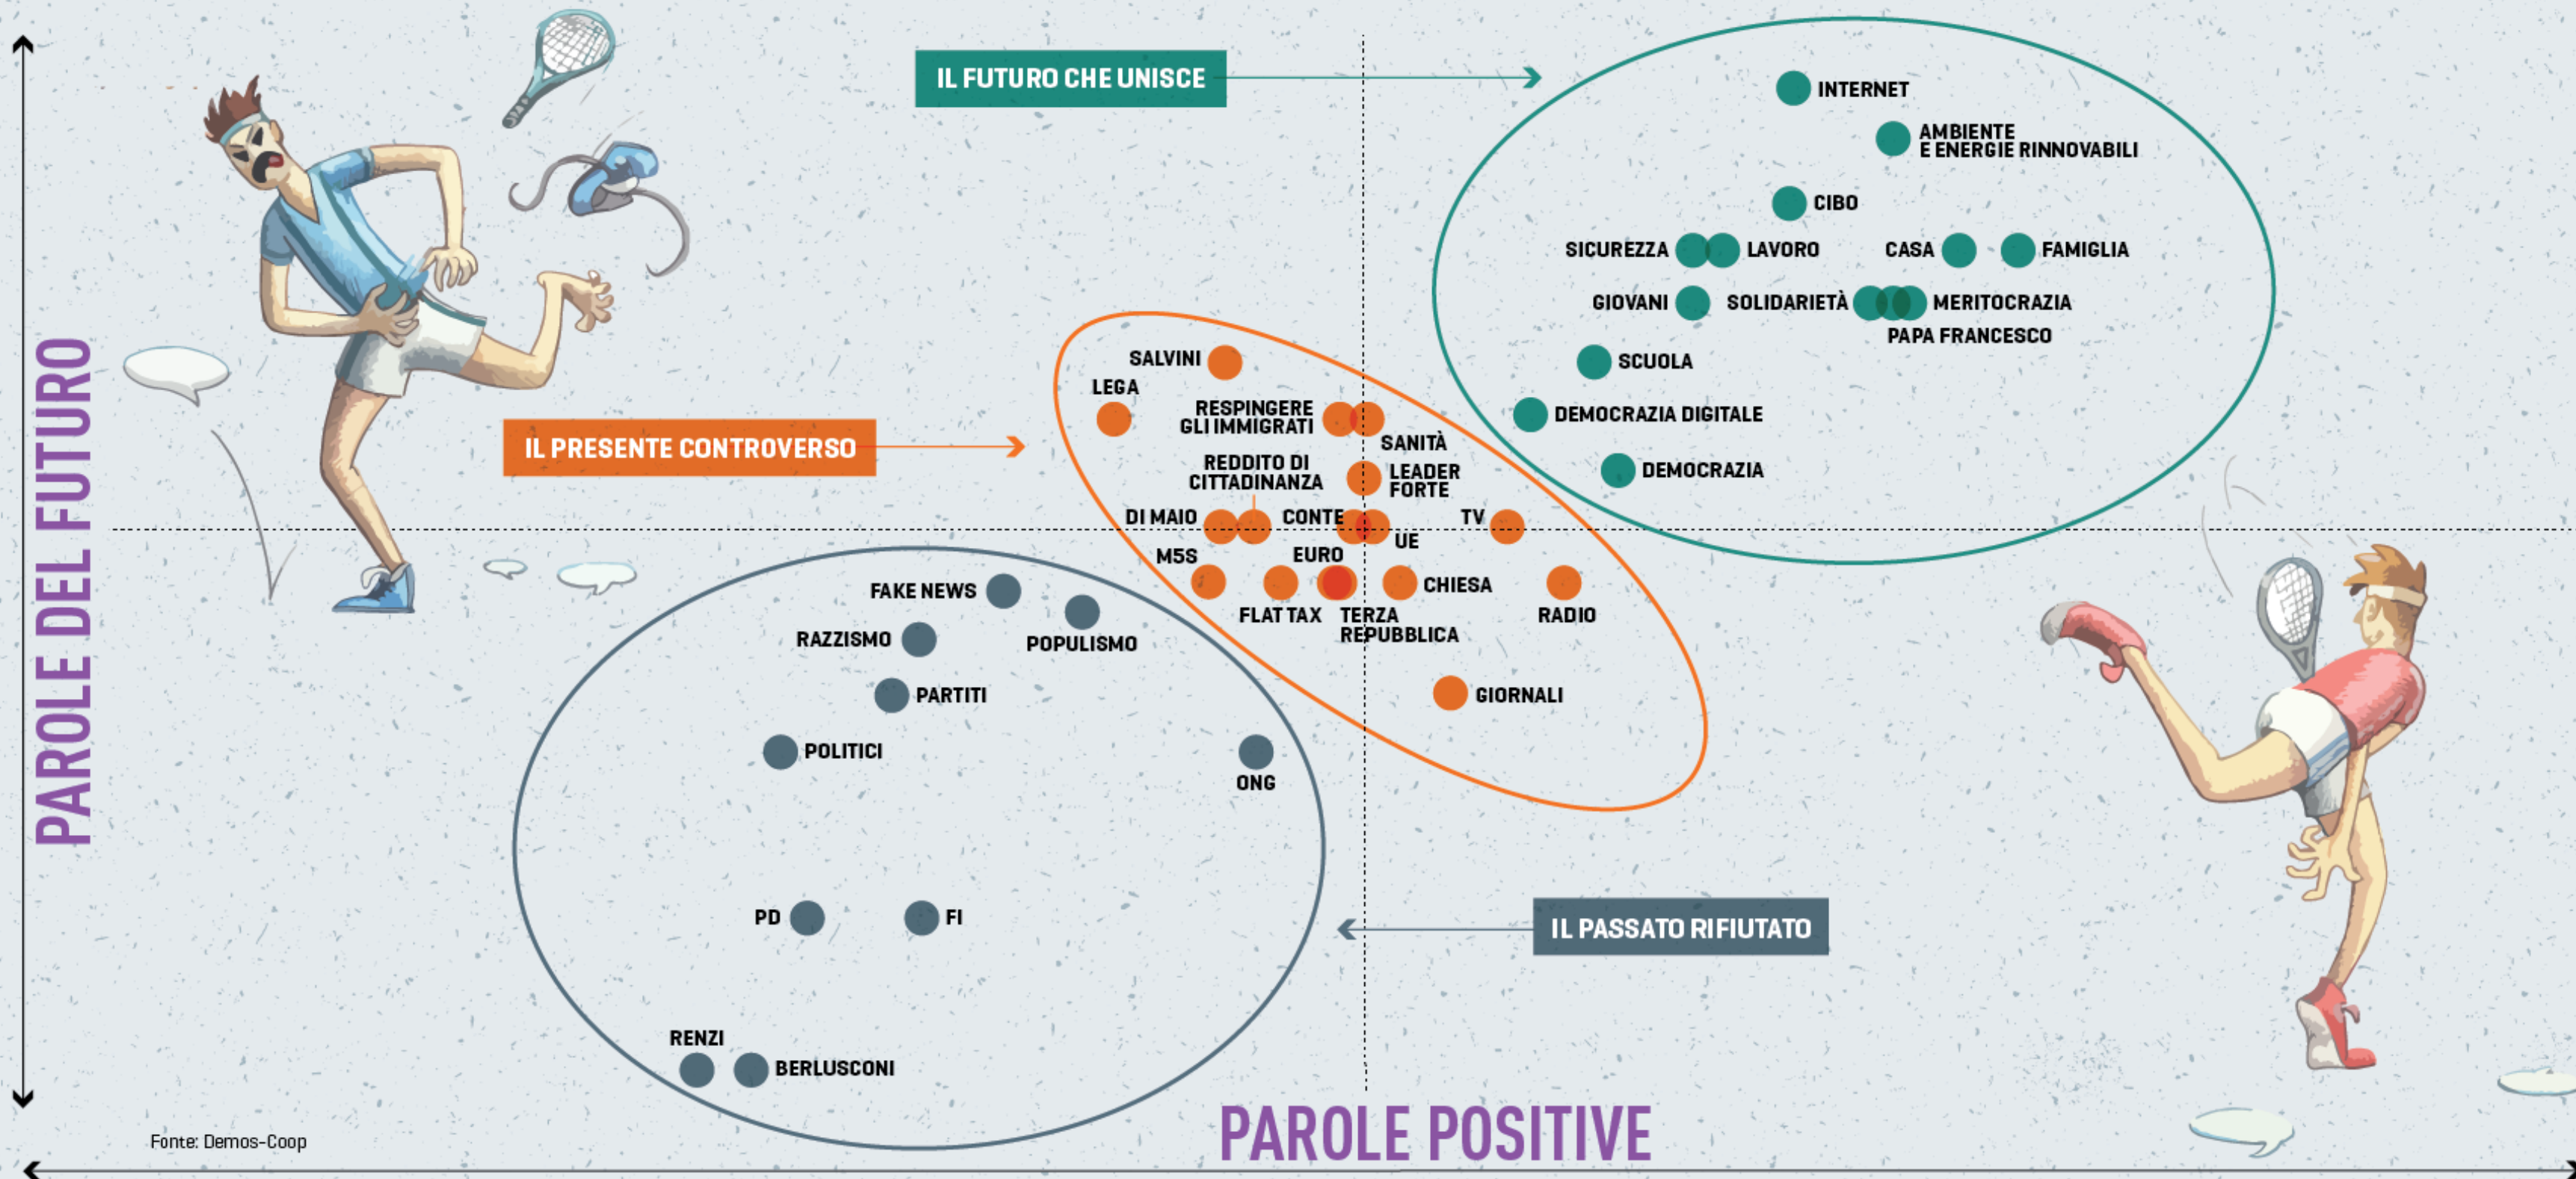 PAROLE DEL FUTURO
IL FUTURO CHE UNISCE
INTERNET
AMBIENTE
E ENERGIE RINNOVABILI
CIBO
SICUREZZA
LAVORO
CASA
FAMIGLIA
GIOVANI
SOLIDARIETÀ
MERITOCRAZIA
PAPA FRANCESCO
SCUOLA
DEMOCRAZIA DIGITALE
DEMOCRAZIA
IL PRESENTE CONTROVERSO
SALVINI
LEGA
RESPINGERE
GLI IMMIGRATI
SANITÀ
REDDITO DI
CITTADINANZA
LEADER
FORTE
DI MAIO
CONTE
UE
TV
M5S
EURO
FLAT TAX
TERZA
REPUBBLICA
CHIESA
RADIO
GIORNALI
FAKE NEWS
POPULISMO
RAZZISMO
PARTITI
POLITICI
ONG
PD
FI
IL PASSATO RIFIUTATO
RENZI
BERLUSCONI
Fonte: Demos-Coop
PAROLE POSITIVE